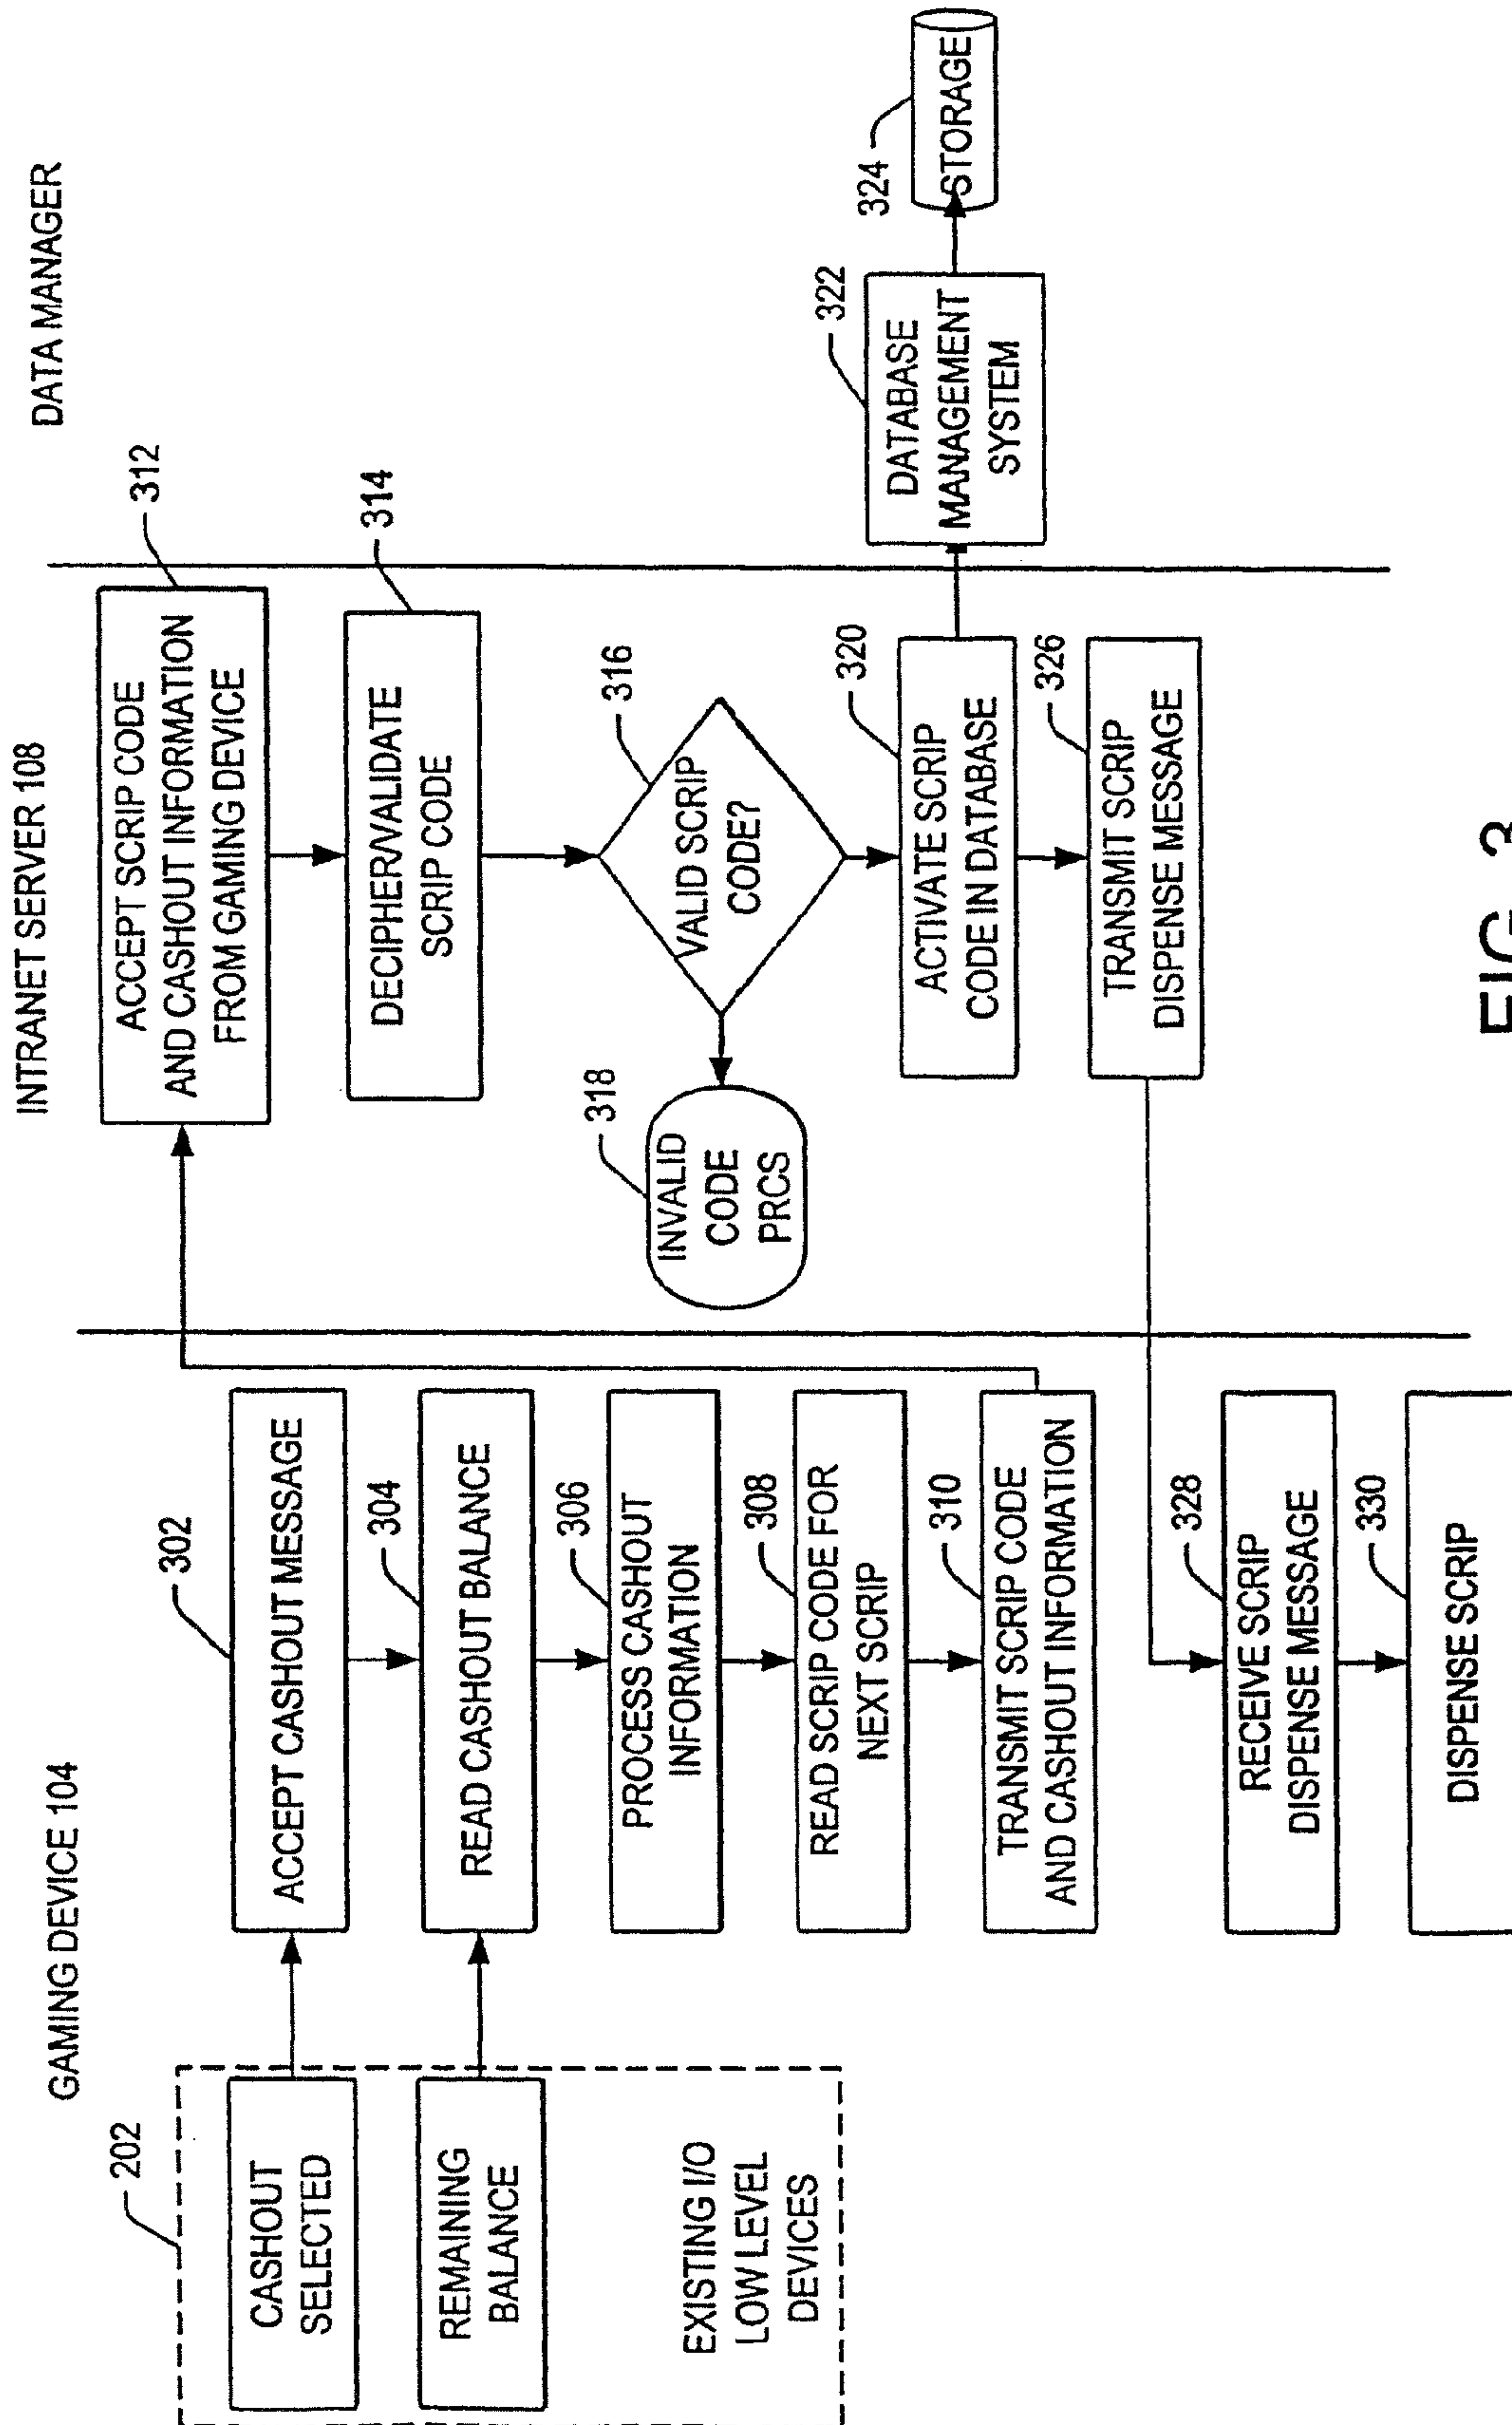 GAMING DEVICE 104
INTRANET SERVER 108
DATA MANAGER
202
CASHOUT
SELECTED
REMAINING
BALANCE
EXISTING I/O
LOW LEVEL
DEVICES
302
ACCEPT CASHOUT MESSAGE
304
READ CASHOUT BALANCE
306
PROCESS CASHOUT
INFORMATION
308
READ SCRIP CODE FOR
NEXT SCRIP
310
TRANSMIT SCRIP CODE
AND CASHOUT INFORMATION
328
RECEIVE SCRIP
DISPENSE MESSAGE
330
DISPENSE SCRIP
312
ACCEPT SCRIP CODE
AND CASHOUT INFORMATION
FROM GAMING DEVICE
314
DECIPHER/VALIDATE
SCRIP CODE
316
VALID SCRIP
CODE?
318
INVALID
CODE
PRCS
320
ACTIVATE SCRIP
CODE IN DATABASE
326
TRANSMIT SCRIP
DISPENSE MESSAGE
322
DATABASE
MANAGEMENT
SYSTEM
324
STORAGE
FIG. 3